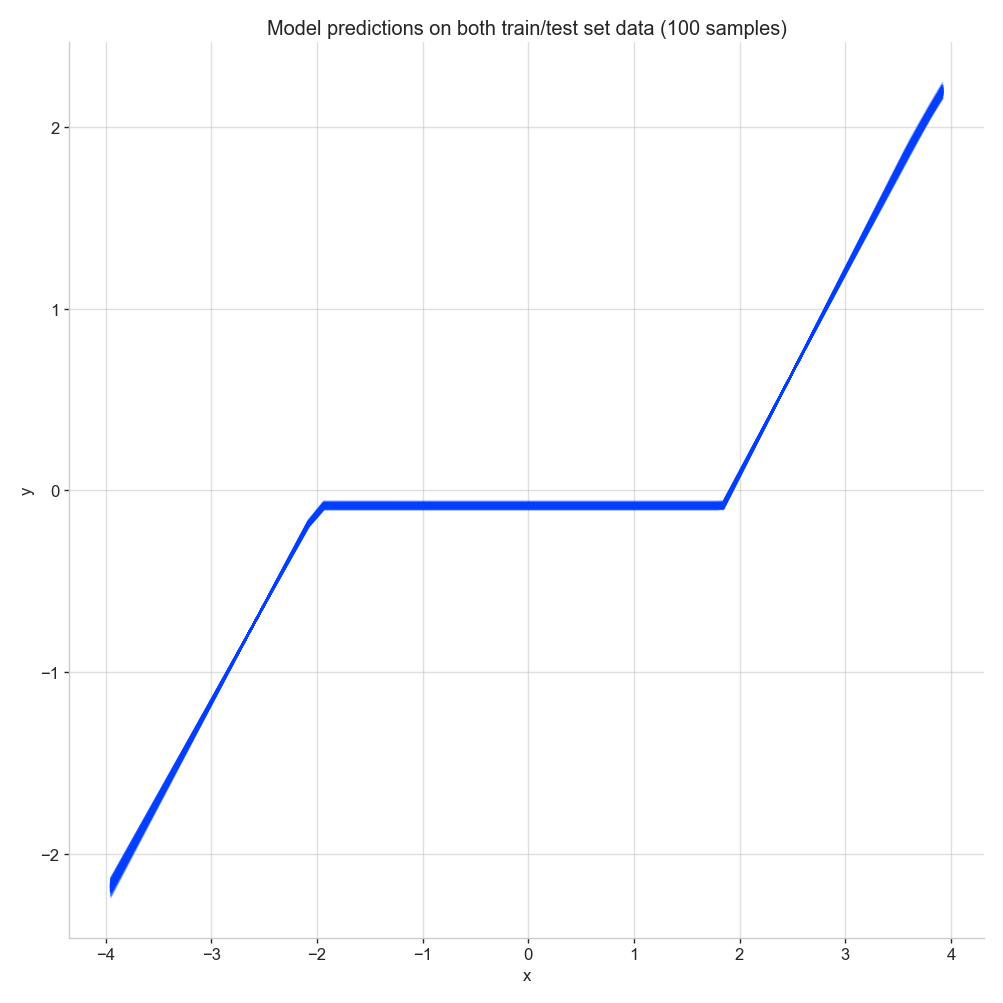 Model predictions on both train/test set data (100 samples)
y
2
1
0
−1
−2
−4 −3 −2 −1 0 1 2 3 4
x